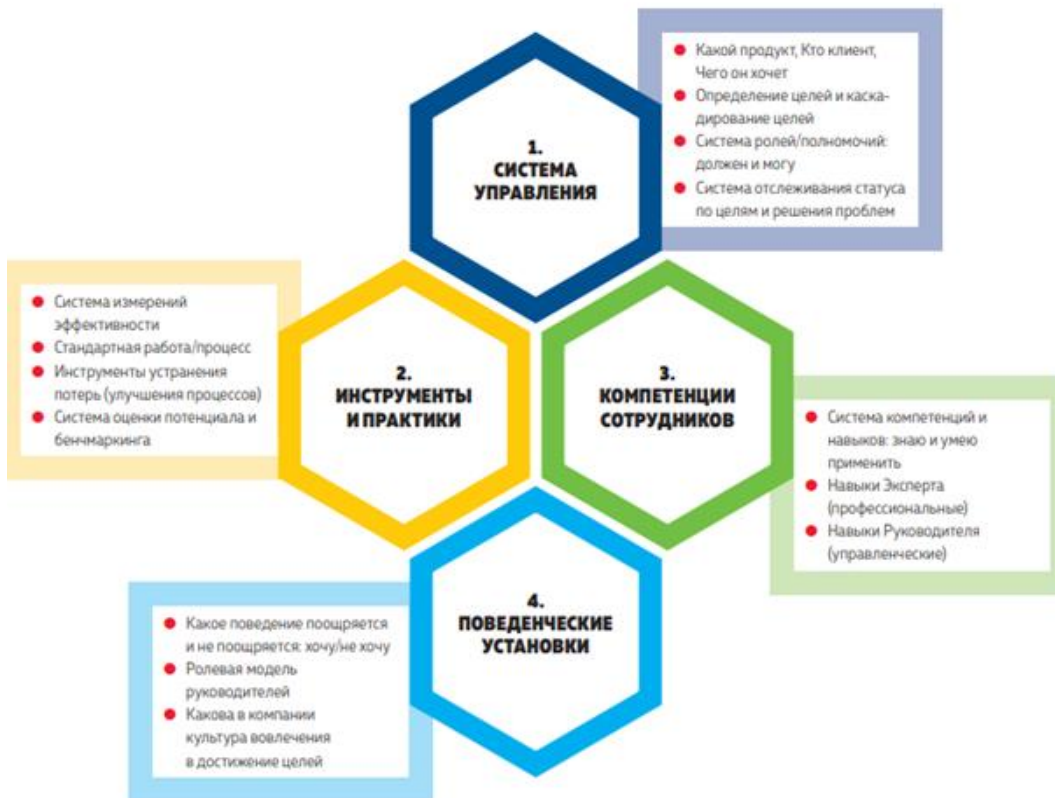 1.
СИСТЕМА
УПРАВЛЕНИЯ
Какой продукт, Кто клиент,
Чего он хочет
Определение целей и каска-
дирование целей
Система ролей/полномочий:
должен и могу
Система отслеживания статуса
по целям и решения проблем
2.
ИНСТРУМЕНТЫ
И ПРАКТИКИ
Система измерений
эффективности
Стандартная работа/процесс
Инструменты устранения
потерь (улучшения процессов)
Система оценки потенциала и
бенчмаркинга
3.
КОМПЕТЕНЦИИ
СОТРУДНИКОВ
Система компетенций и
навыков: знаю и умею
применить
Навыки Эксперта
(профессиональные)
Навыки Руководителя
(управленческие)
4.
ПОВЕДЕНЧЕСКИЕ
УСТАНОВКИ
Какое поведение поощряется
и не поощряется: хочу/не хочу
Ролевая модель
руководителей
Какова в компании
культура вовлечения
в достижение целей